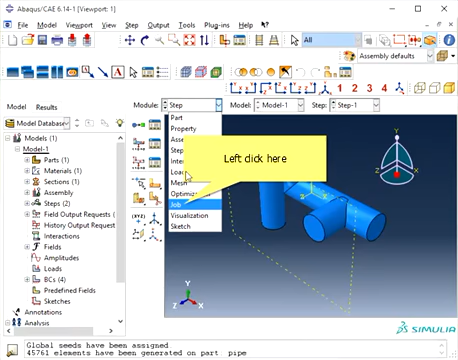 Abaqus/CAE 6.14-1 [Viewport: 1]
File Model Viewport View Step Output Tools Plug-ins Help
All
Assembly defaults
A
1 2 3 4
Model Results
Module: Step Model: Model-1 Step: Step-1
Model Database
Models (1)
Model-1
Parts (1)
Materials (1)
Sections (1)
Assembly
Steps (2)
Field Output Requests (
History Output Request
Interactions
Fields
Amplitudes
Loads
BCs (4)
Predefined Fields
Sketches
Annotations
Analysis
(XYZ)
Part
Property
Step
Loa
Mesh
Optimiz
Job
Visualization
Sketch
Left click here
Y
Z
X
Y
Z
X
SIMULIA
Global seeds have been assigned.
45761 elements have been generated on part pipe